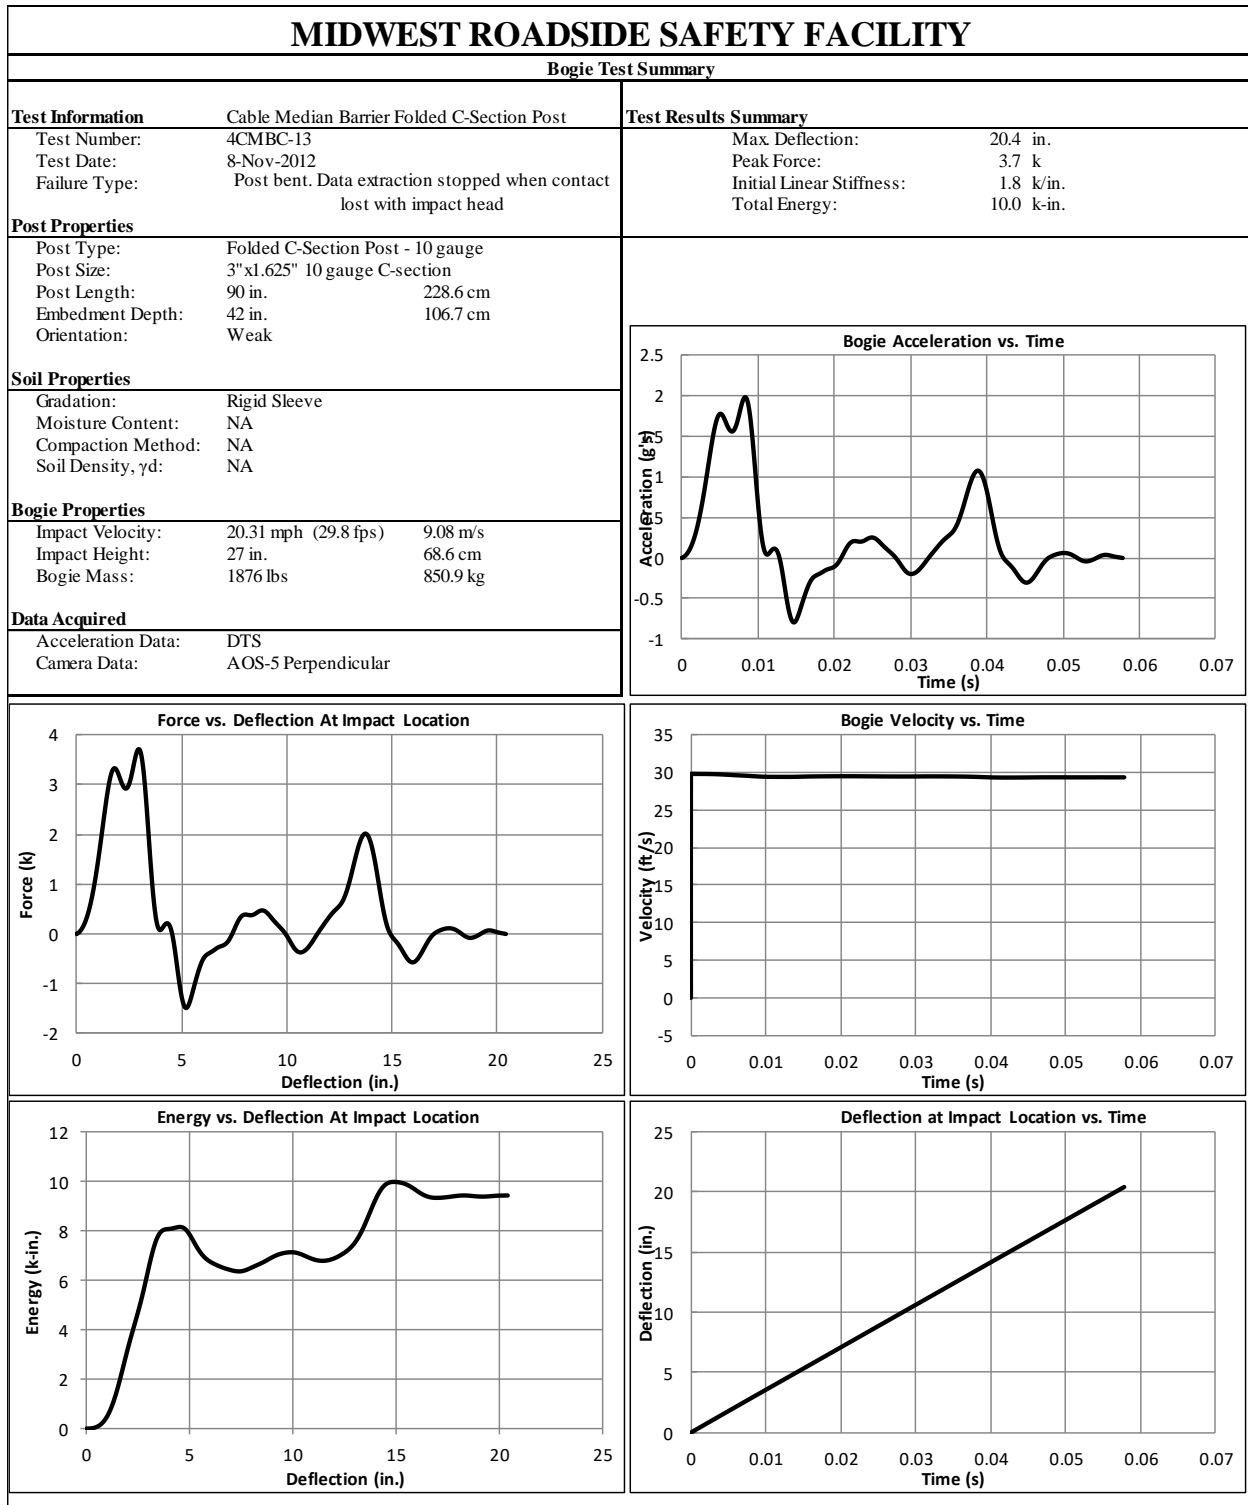 MIDWEST ROADSIDE SAFETY FACILITY
Bogie Test Summary
Test Information Cable Median Barrier Folded C-Section Post
Test Number: 4CMBC-13
Test Date: 8-Nov-2012
Failure Type: Post bent. Data extraction stopped when contact
lost with impact head
Post Properties
Post Type: Folded C-Section Post - 10 gauge
Post Size: 3"x1.625" 10 gauge C-section
Post Length: 90 in. 228.6 cm
Embedment Depth: 42 in. 106.7 cm
Orientation: Weak
Soil Properties
Gradation: Rigid Sleeve
Moisture Content: NA
Compaction Method: NA
Soil Density, γd: NA
Bogie Properties
Impact Velocity: 20.31 mph (29.8 fps) 9.08 m/s
Impact Height: 27 in. 68.6 cm
Bogie Mass: 1876 lbs 850.9 kg
Data Acquired
Acceleration Data: DTS
Camera Data: AOS-5 Perpendicular
Test Results Summary
Max. Deflection: 20.4 in.
Peak Force: 3.7 k
Initial Linear Stiffness: 1.8 k/in.
Total Energy: 10.0 k-in.
Bogie Acceleration vs. Time
Acceleration (g's)
2.5
2
1.5
1
0.5
0
-0.5
-1
0 0.01 0.02 0.03 0.04 0.05 0.06 0.07
Time (s)
Force vs. Deflection At Impact Location
Force (k)
4
3
2
1
0
-1
-2
0 5 10 15 20 25
Deflection (in.)
Bogie Velocity vs. Time
Velocity (ft/s)
35
30
25
20
15
10
5
0
-5
0 0.01 0.02 0.03 0.04 0.05 0.06 0.07
Time (s)
Energy vs. Deflection At Impact Location
Energy (k-in.)
12
10
8
6
4
2
0
0 5 10 15 20 25
Deflection (in.)
Deflection at Impact Location vs. Time
Deflection (in.)
25
20
15
10
5
0
0 0.01 0.02 0.03 0.04 0.05 0.06 0.07
Time (s)